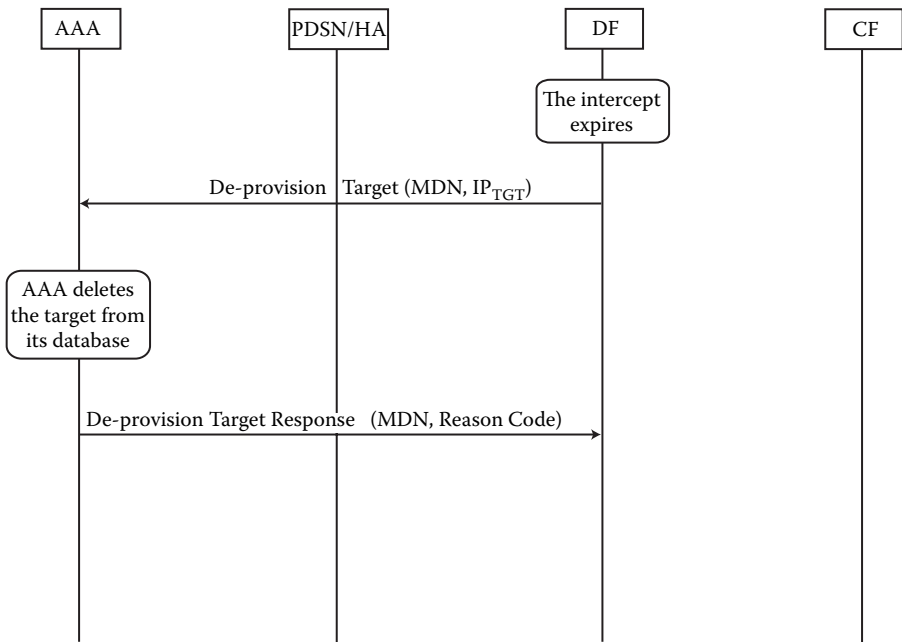 AAA
PDSN/HA
DF
CF
The intercept
expires
De-provision Target (MDN, IP_TGT)
AAA deletes
the target from
its database
De-provision Target Response (MDN, Reason Code)